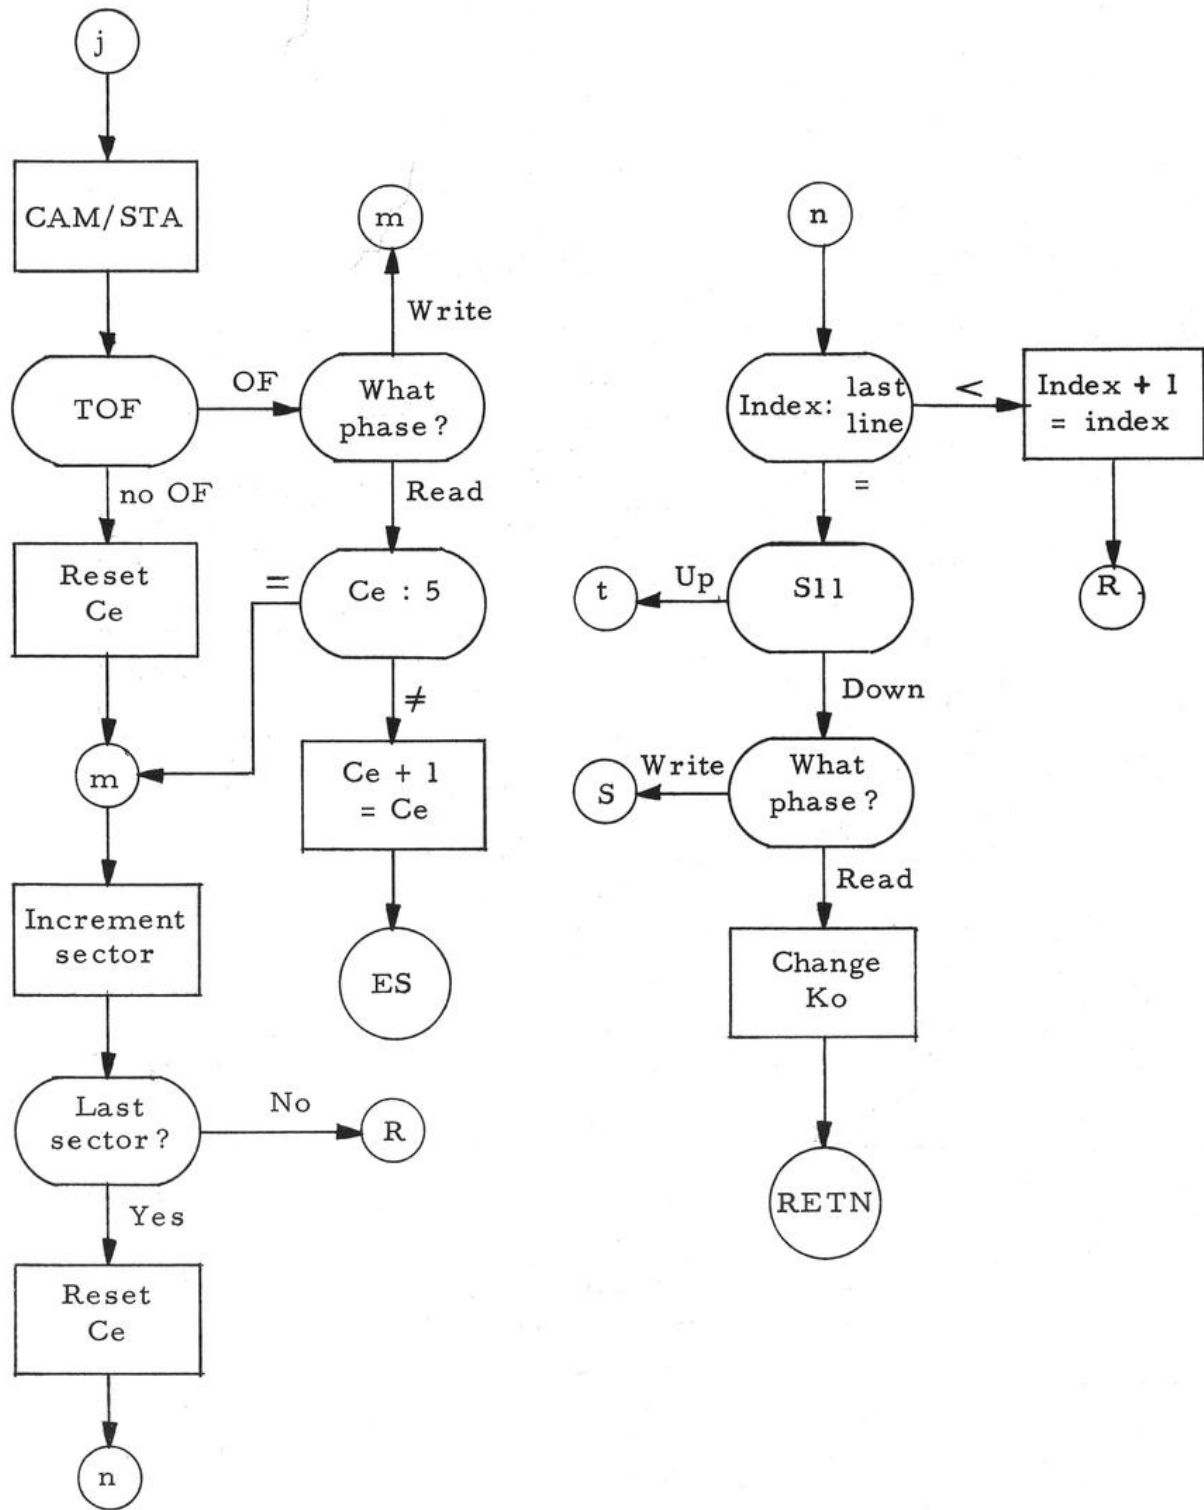 j
CAM/STA
TOF
OF
no OF
Reset
Ce
m
Increment
sector
Last
sector?
No
R
Yes
Reset
Ce
n
m
Write
What
phase?
Read
Ce : 5
=
≠
Ce + 1
= Ce
ES
n
Index: last
line
<
Index + 1
= index
R
=
S11
Up
t
Down
What
phase?
Write
S
Read
Change
Ko
RETN